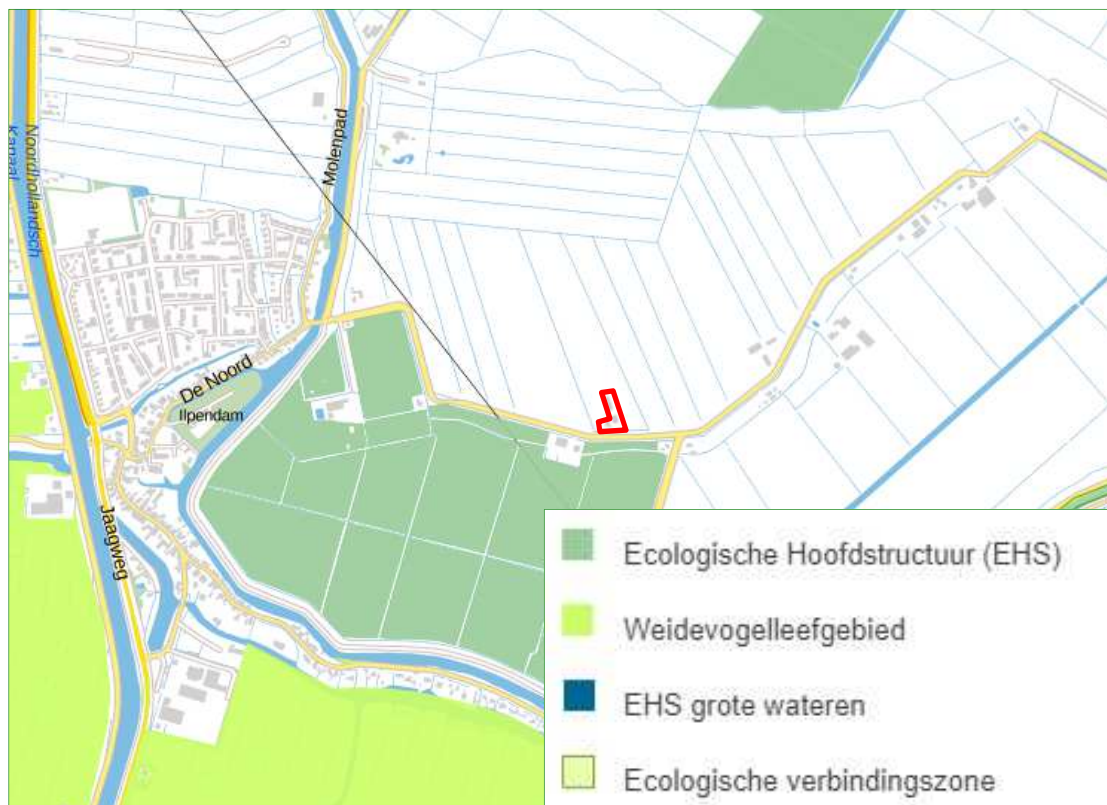 Noordhollandsch
Kanaal
Molenpad
De Noord
Ilpendam
Jaagweg
Ecologische Hoofdstructuur (EHS)
Weidevogelleefgebied
EHS grote wateren
Ecologische verbindingszone